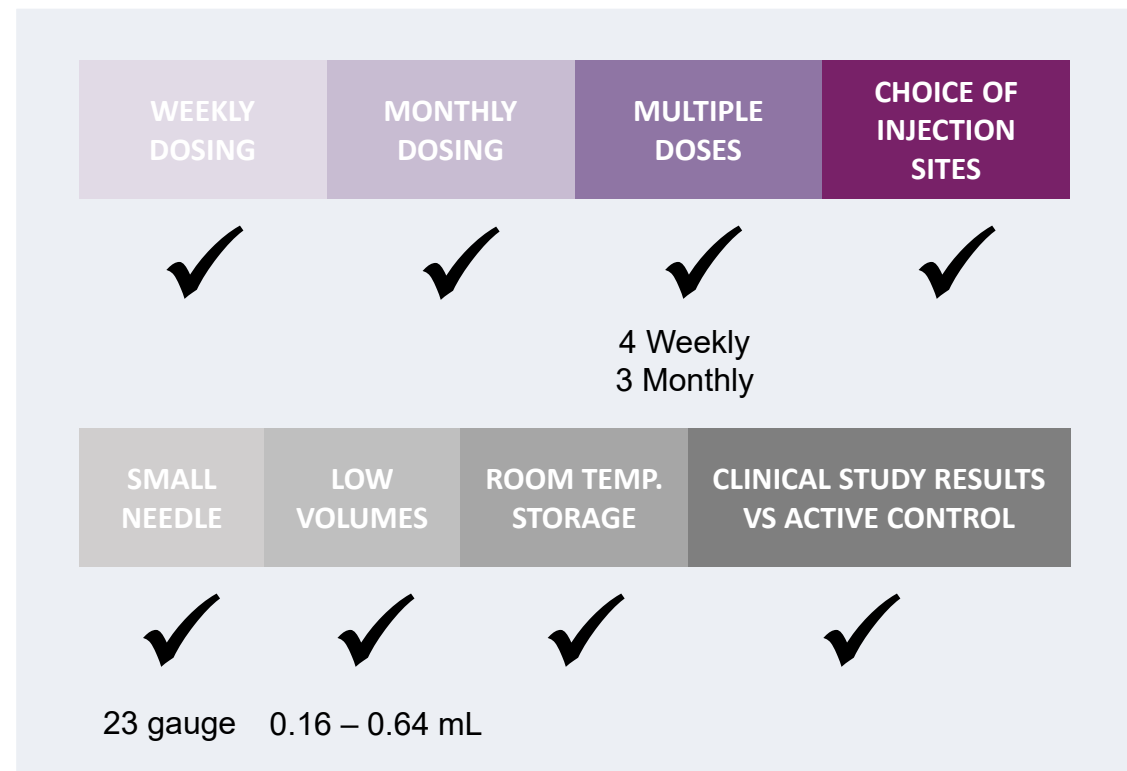 WEEKLY
DOSING
MONTHLY
DOSING
MULTIPLE
DOSES
CHOICE OF
INJECTION
SITES
4 Weekly
3 Monthly
SMALL
NEEDLE
LOW
VOLUMES
ROOM TEMP.
STORAGE
CLINICAL STUDY RESULTS
VS ACTIVE CONTROL
23 gauge
0.16 – 0.64 mL